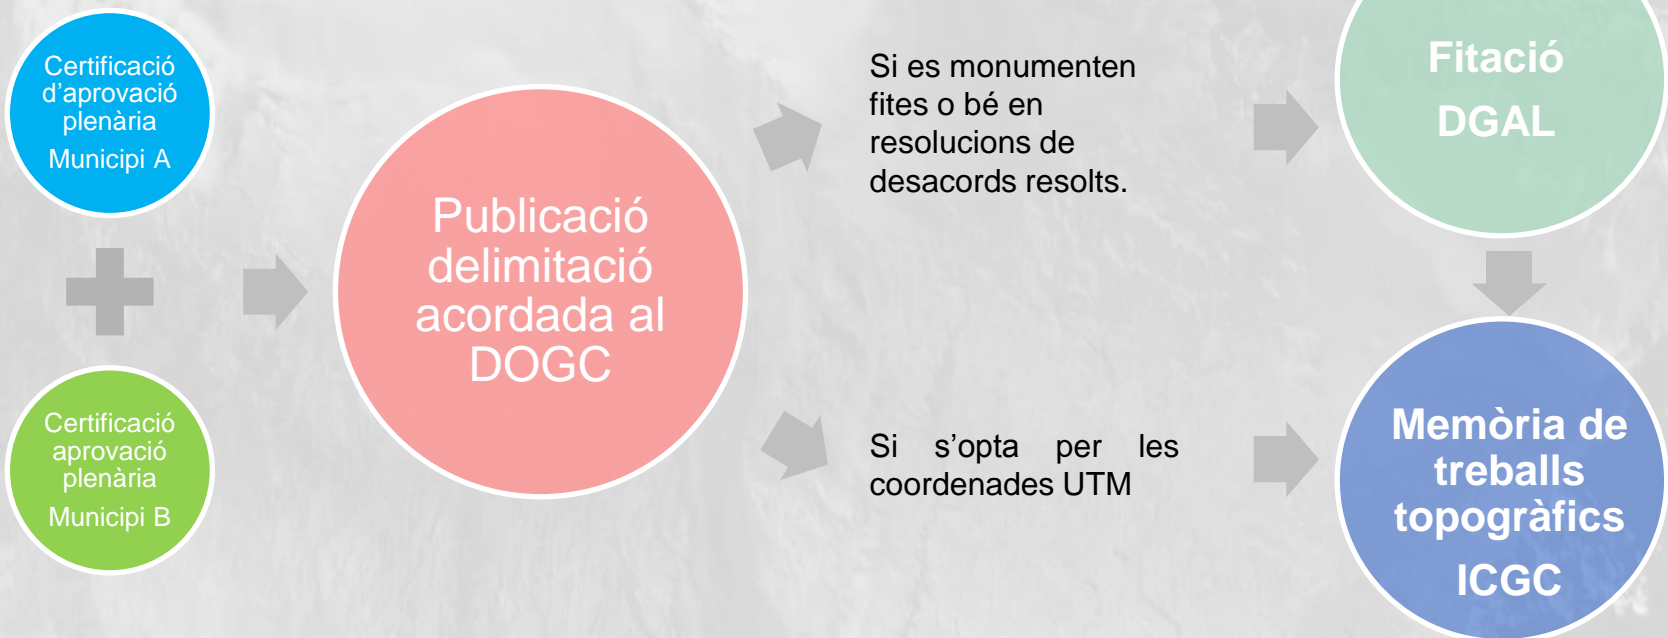 Certificació
d’aprovació
plenària
Municipi A
Certificació
aprovació
plenària
Municipi B
Publicació
delimitació
acordada al
DOGC
Si es monumenten
fites o bé en
resolucions de
desacords resolts.
Si s’opta per les
coordenades UTM
Fitació
DGAL
Memòria de
treballs
topogràfics
ICGC